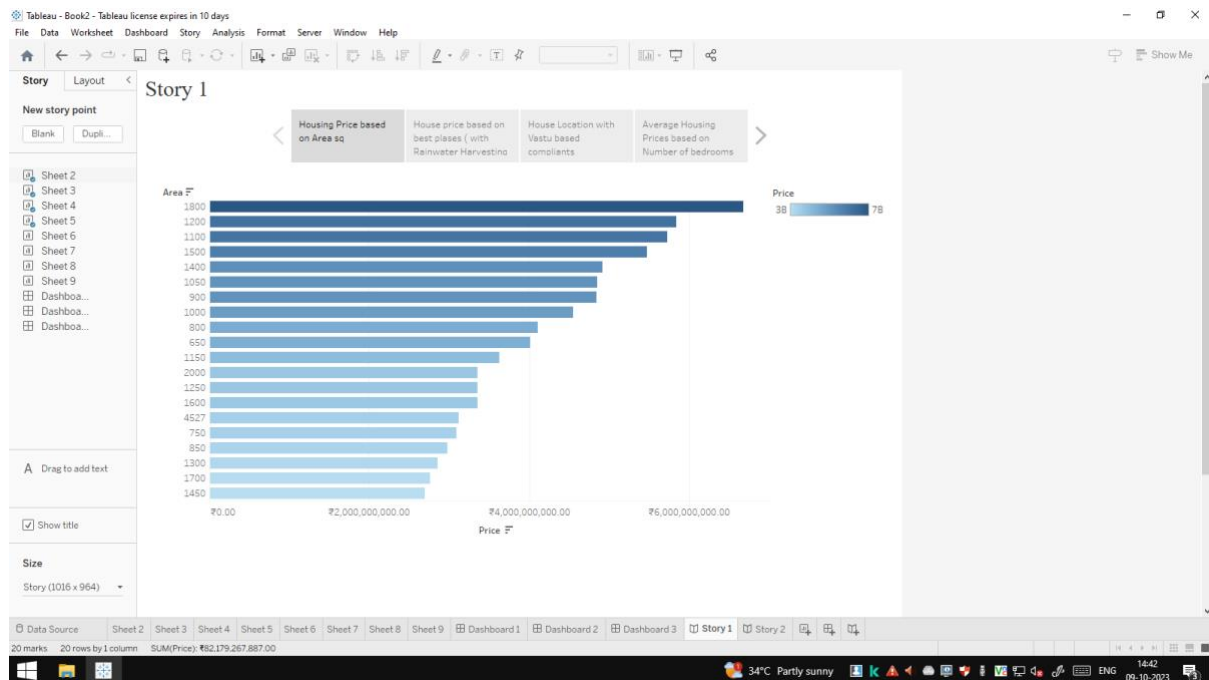 Tableau - Book2 - Tableau license expires in 10 days
File Data Worksheet Dashboard Story Analysis Format Server Window Help
Show Me
Story Layout
New story point
Blank Dupli...
Sheet 2
Sheet 3
Sheet 4
Sheet 5
Sheet 6
Sheet 7
Sheet 8
Sheet 9
Dashboa...
Dashboa...
Dashboa...
A Drag to add text
Show title
Size
Story (1016 x 964)
Story 1
Housing Price based
on Area sq
House price based on
best plases ( with
Rainwater Harvesting
House Location with
Vastu based
compliants
Average Housing
Prices based on
Number of bedrooms
Area
1800
1200
1100
1500
1400
1050
900
1000
800
650
1150
2000
1250
1600
4527
750
850
1300
1700
1450
₹0.00 ₹2,000,000,000.00 ₹4,000,000,000.00 ₹6,000,000,000.00
Price
Price
3B 7B
Data Source Sheet 2 Sheet 3 Sheet 4 Sheet 5 Sheet 6 Sheet 7 Sheet 8 Sheet 9 Dashboard 1 Dashboard 2 Dashboard 3 Story 1 Story 2
20 marks 20 rows by 1 column SUM(Price): ₹82,179,267,887.00
34°C Partly sunny ENG 14:42
09-10-2023